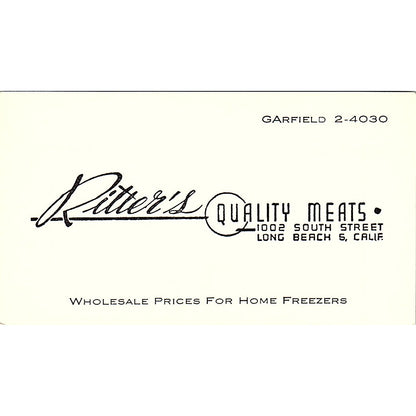 GARFIELD 2-4030
Ritter's QUALITY MEATS •
1002 SOUTH STREET
LONG BEACH 5, CALIF.
WHOLESALE PRICES FOR HOME FREEZERS